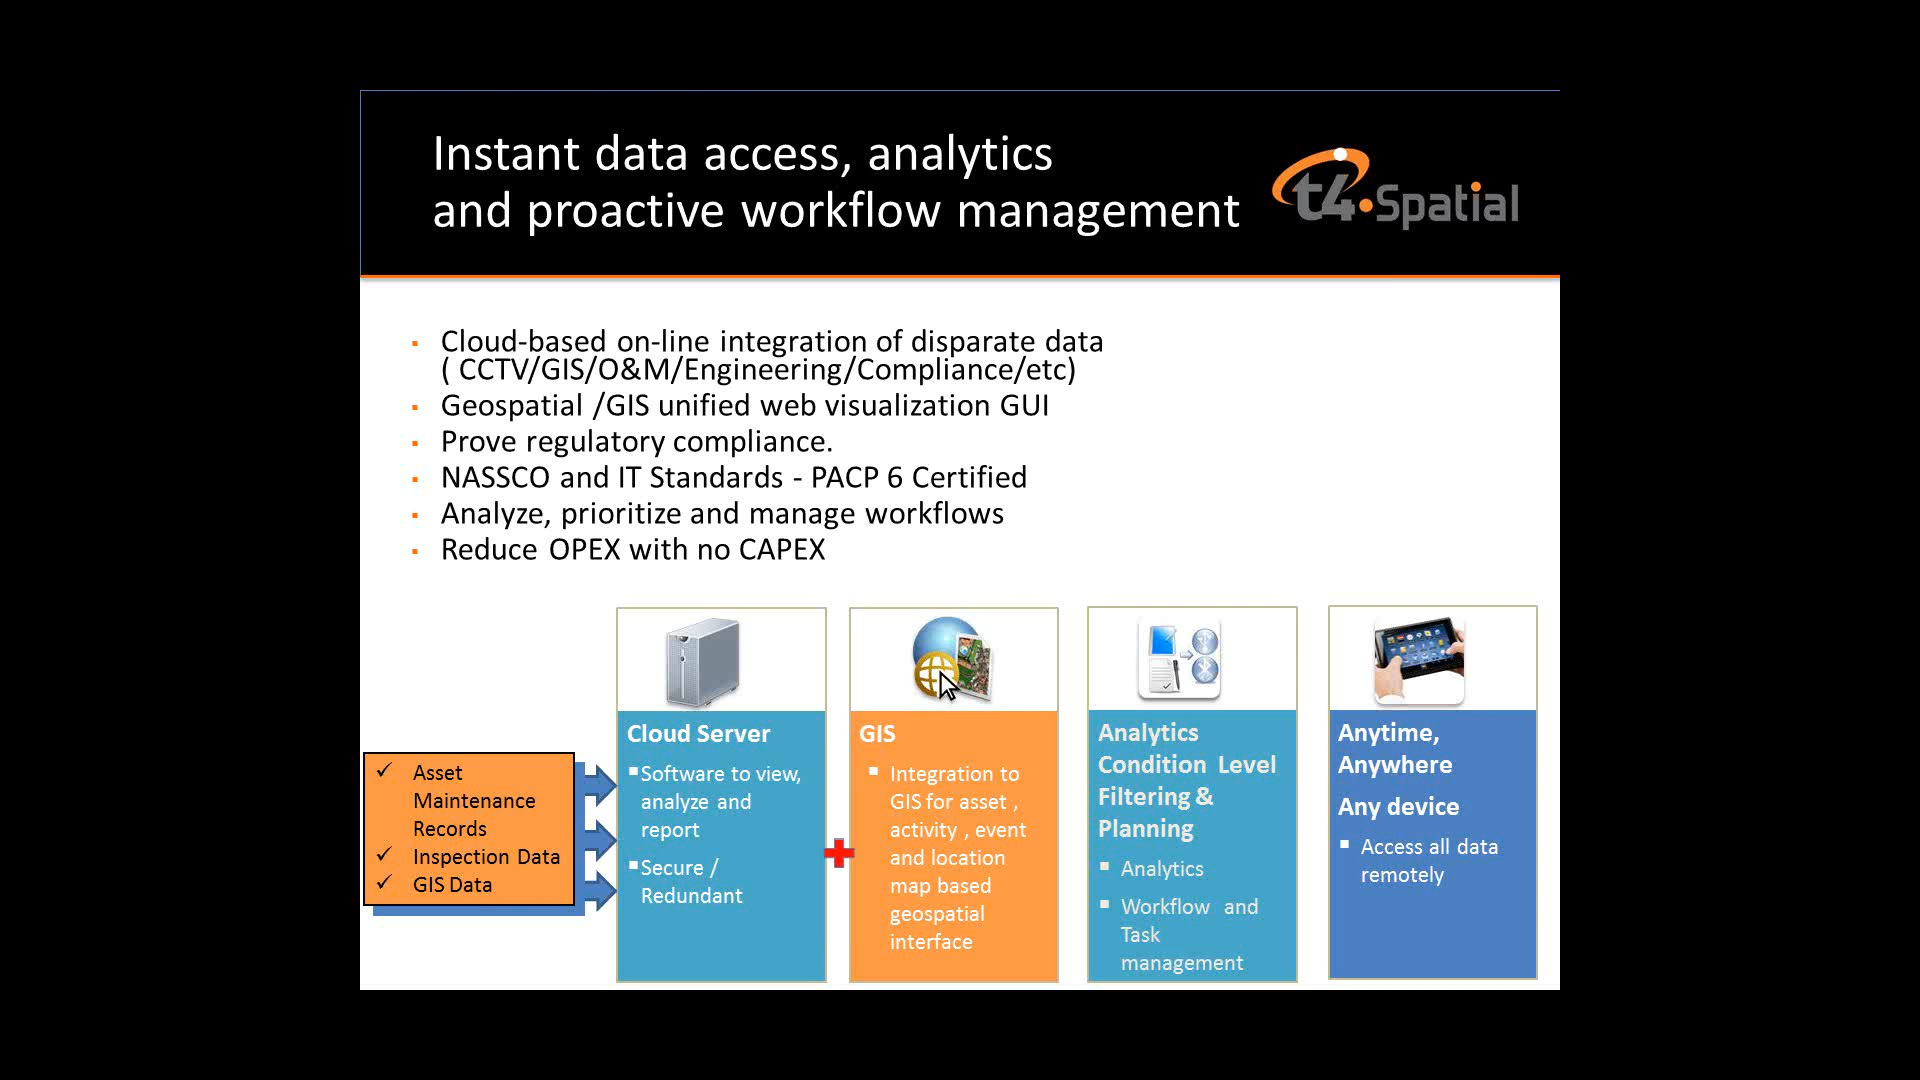 Instant data access, analytics
and proactive workflow management
t4.Spatial
▪ Cloud-based on-line integration of disparate data
( CCTV/GIS/O&M/Engineering/Compliance/etc)
▪ Geospatial /GIS unified web visualization GUI
▪ Prove regulatory compliance.
▪ NASSCO and IT Standards - PACP 6 Certified
▪ Analyze, prioritize and manage workflows
▪ Reduce OPEX with no CAPEX
✓ Asset
Maintenance
Records
✓ Inspection Data
✓ GIS Data
Cloud Server
▪Software to view,
analyze and
report
▪Secure /
Redundant
GIS
▪ Integration to
GIS for asset ,
activity , event
and location
map based
geospatial
interface
Analytics
Condition Level
Filtering &
Planning
▪ Analytics
▪ Workflow and
Task
management
Anytime,
Anywhere
Any device
▪ Access all data
remotely